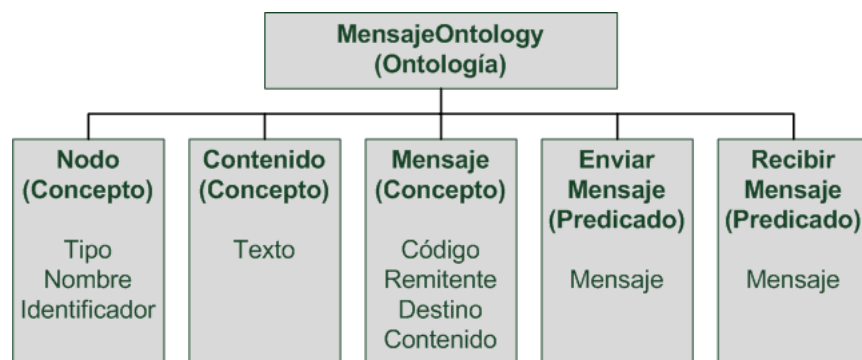 MensajeOntology
(Ontología)
Nodo
(Concepto)
Tipo
Nombre
Identificador
Contenido
(Concepto)
Texto
Mensaje
(Concepto)
Código
Remitente
Destino
Contenido
Enviar
Mensaje
(Predicado)
Mensaje
Recibir
Mensaje
(Predicado)
Mensaje